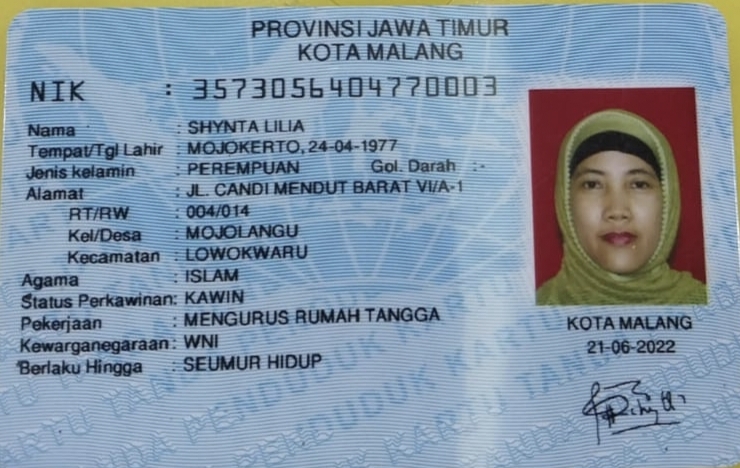 PROVINSI JAWA TIMUR
KOTA MALANG
NIK : 3573056404770003
Nama : SHYNTA LILIA
Tempat/Tgl Lahir : MOJOKERTO, 24-04-1977
Jenis kelamin : PEREMPUAN Gol. Darah :-
Alamat : JL. CANDI MENDUT BARAT VI/A-1
RT/RW : 004/014
Kel/Desa : MOJOLANGU
Kecamatan : LOWOKWARU
Agama : ISLAM
Status Perkawinan: KAWIN
Pekerjaan : MENGURUS RUMAH TANGGA
Kewarganegaraan: WNI
Berlaku Hingga : SEUMUR HIDUP
KOTA MALANG
21-06-2022